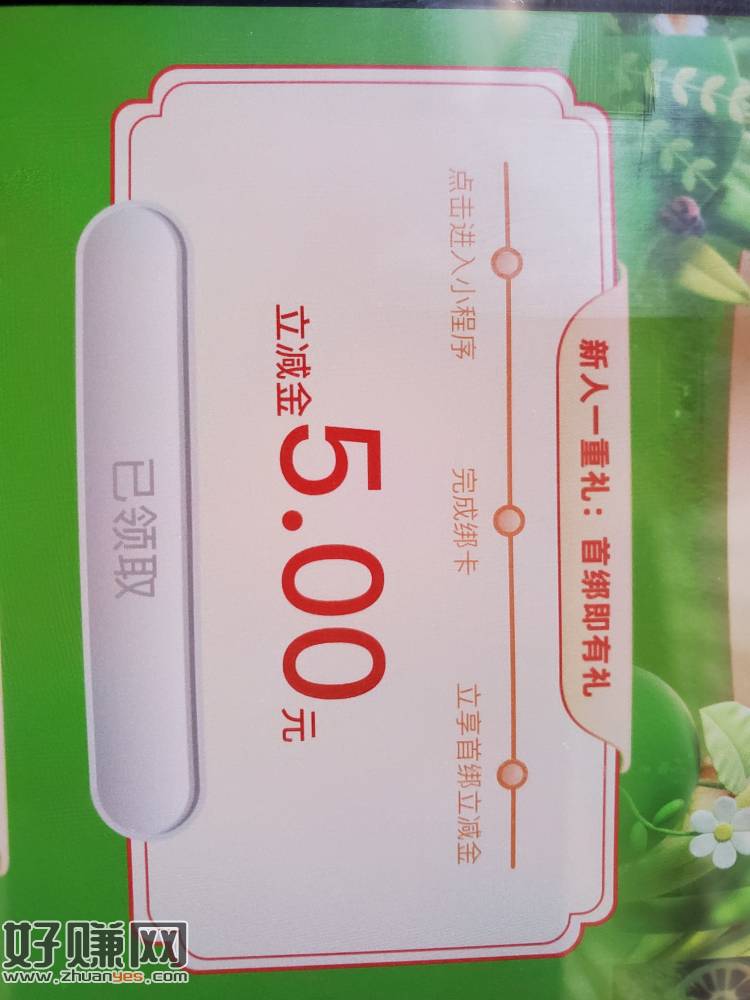 新人一重礼：首绑即有礼
点击进入小程序
完成绑卡
立享首绑立减金
立减金5.00元
已领取
好赚网
www.zhuanyes.com